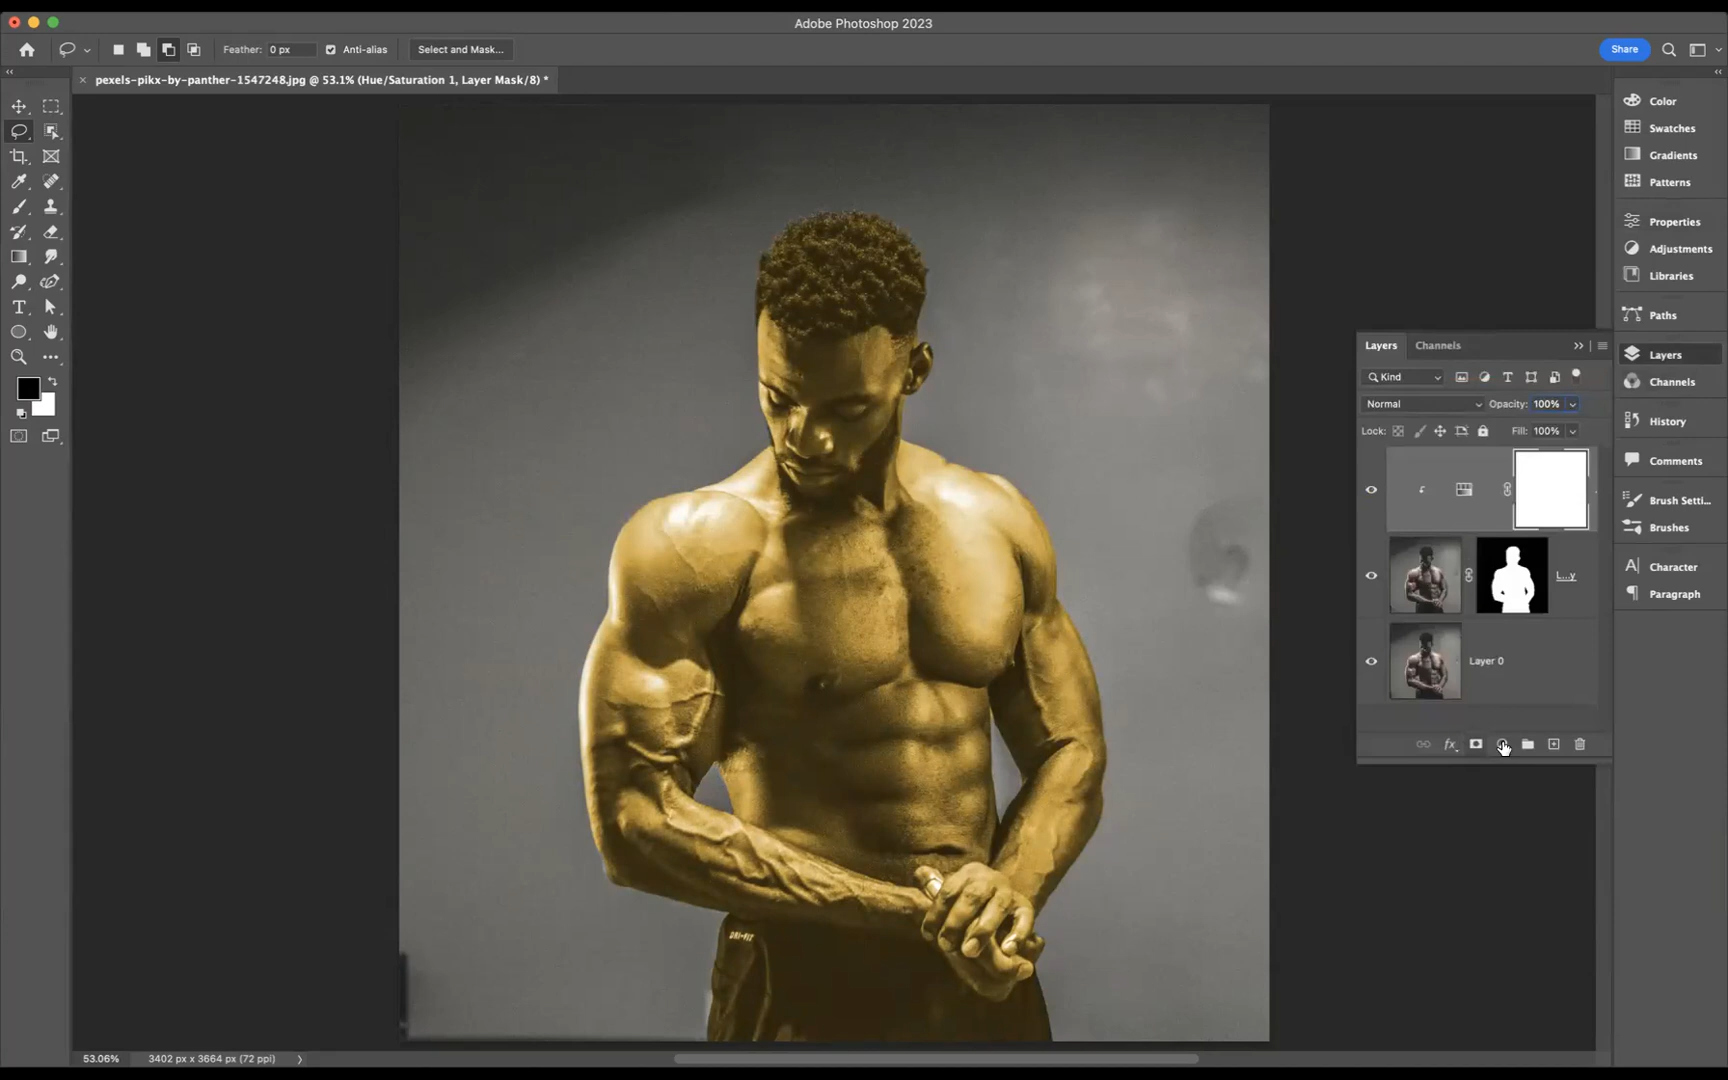 Adobe Photoshop 2023
Feather: 0 px Anti-alias Select and Mask... Share
pexels-pikx-by-panther-1547248.jpg @ 53.1% (Hue/Saturation 1, Layer Mask/8) *
Color
Swatches
Gradients
Patterns
Properties
Adjustments
Libraries
Paths
Layers
Channels
History
Comments
Brush Setti...
Brushes
Character
Paragraph
Layers Channels
Kind
Normal Opacity: 100%
Lock: Fill: 100%
L...y
Layer 0
fx
DRI-FIT
53.06% 3402 px x 3664 px (72 ppi)